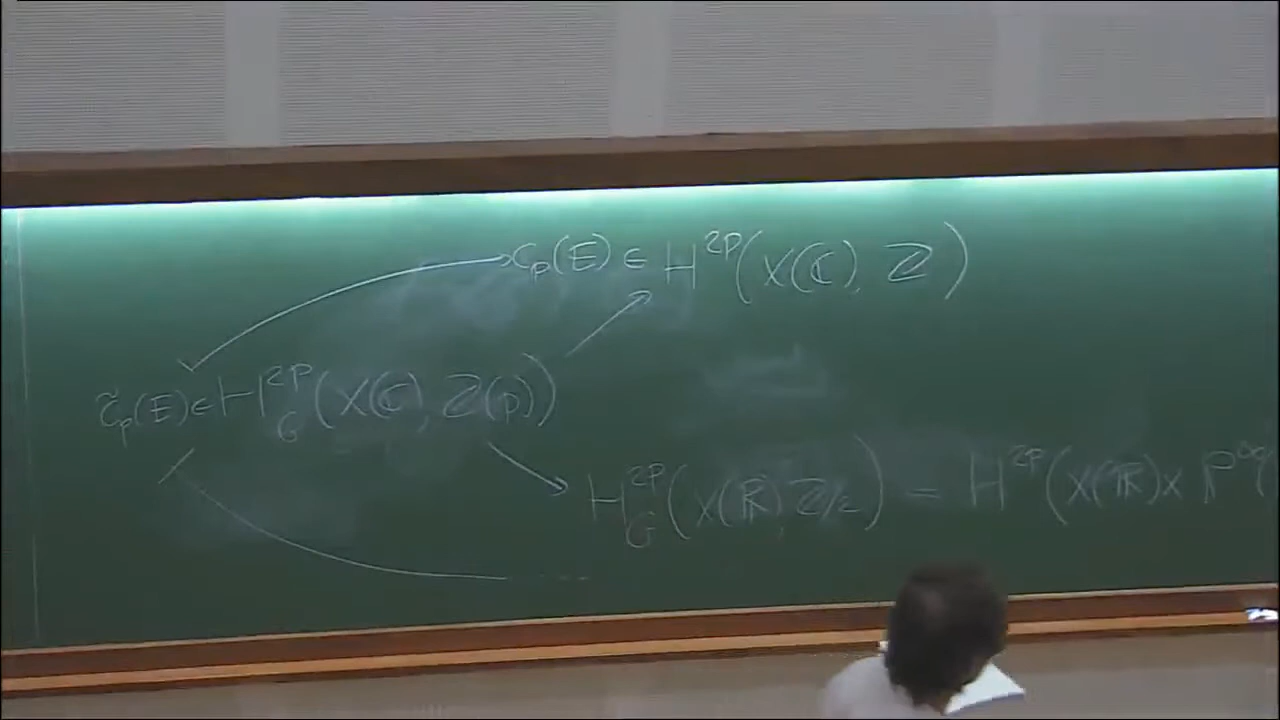 c_p(E) ∈ H^{2p}(X(ℂ), ℤ)
c̃_p(E) ∈ H^{2p}_G(X(ℂ), ℤ(p))
H^{2p}_G(X(ℝ), ℤ/2) = H^{2p}(X(ℝ) × ℙ^∞(